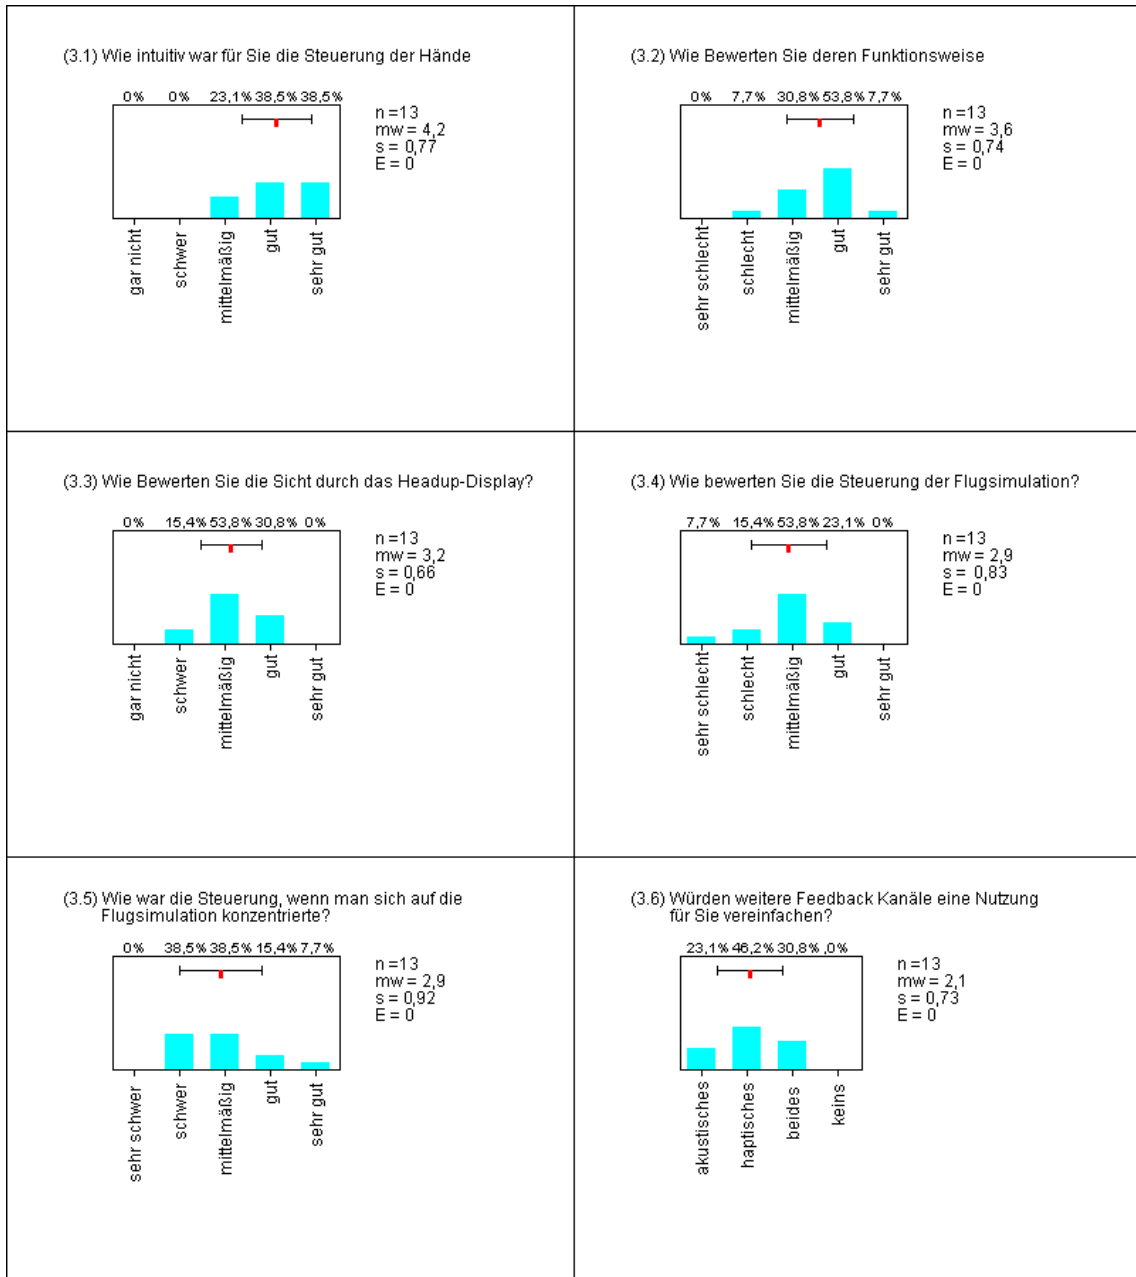 (3.1) Wie intuitiv war für Sie die Steuerung der Hände
0% 0% 23,1% 38,5% 38,5%
n=13
mw = 4,2
s = 0,77
E = 0
gar nicht
schwer
mittelmäßig
gut
sehr gut
(3.2) Wie Bewerten Sie deren Funktionsweise
0% 7,7% 30,8% 53,8% 7,7%
n=13
mw = 3,6
s = 0,74
E = 0
sehr schlecht
schlecht
mittelmäßig
gut
sehr gut
(3.3) Wie Bewerten Sie die Sicht durch das Headup-Display?
0% 15,4% 53,8% 30,8% 0%
n=13
mw = 3,2
s = 0,66
E = 0
gar nicht
schwer
mittelmäßig
gut
sehr gut
(3.4) Wie bewerten Sie die Steuerung der Flugsimulation?
7,7% 15,4% 53,8% 23,1% 0%
n=13
mw = 2,9
s = 0,83
E = 0
sehr schlecht
schlecht
mittelmäßig
gut
sehr gut
(3.5) Wie war die Steuerung, wenn man sich auf die
Flugsimulation konzentrierte?
0% 38,5% 38,5% 15,4% 7,7%
n=13
mw = 2,9
s = 0,92
E = 0
sehr schwer
schwer
mittelmäßig
gut
sehr gut
(3.6) Würden weitere Feedback Kanäle eine Nutzung
für Sie vereinfachen?
23,1% 46,2% 30,8% ,0%
n=13
mw = 2,1
s = 0,73
E = 0
akustisches
haptisches
beides
keins